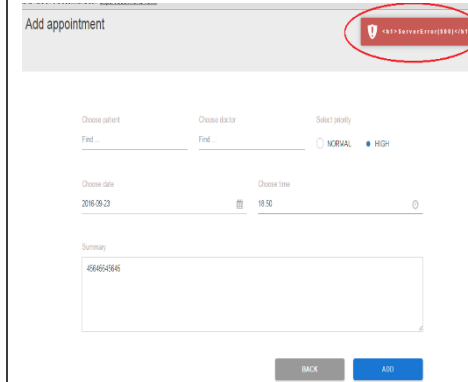 Add appointment
<h1>ServerError(500)</h1
Choose patient
Choose doctor
Select priority
Find ...
Find ...
NORMAL
HIGH
Choose date
Choose time
2016-09-23
18:50
Summary
45645645645
BACK
ADD